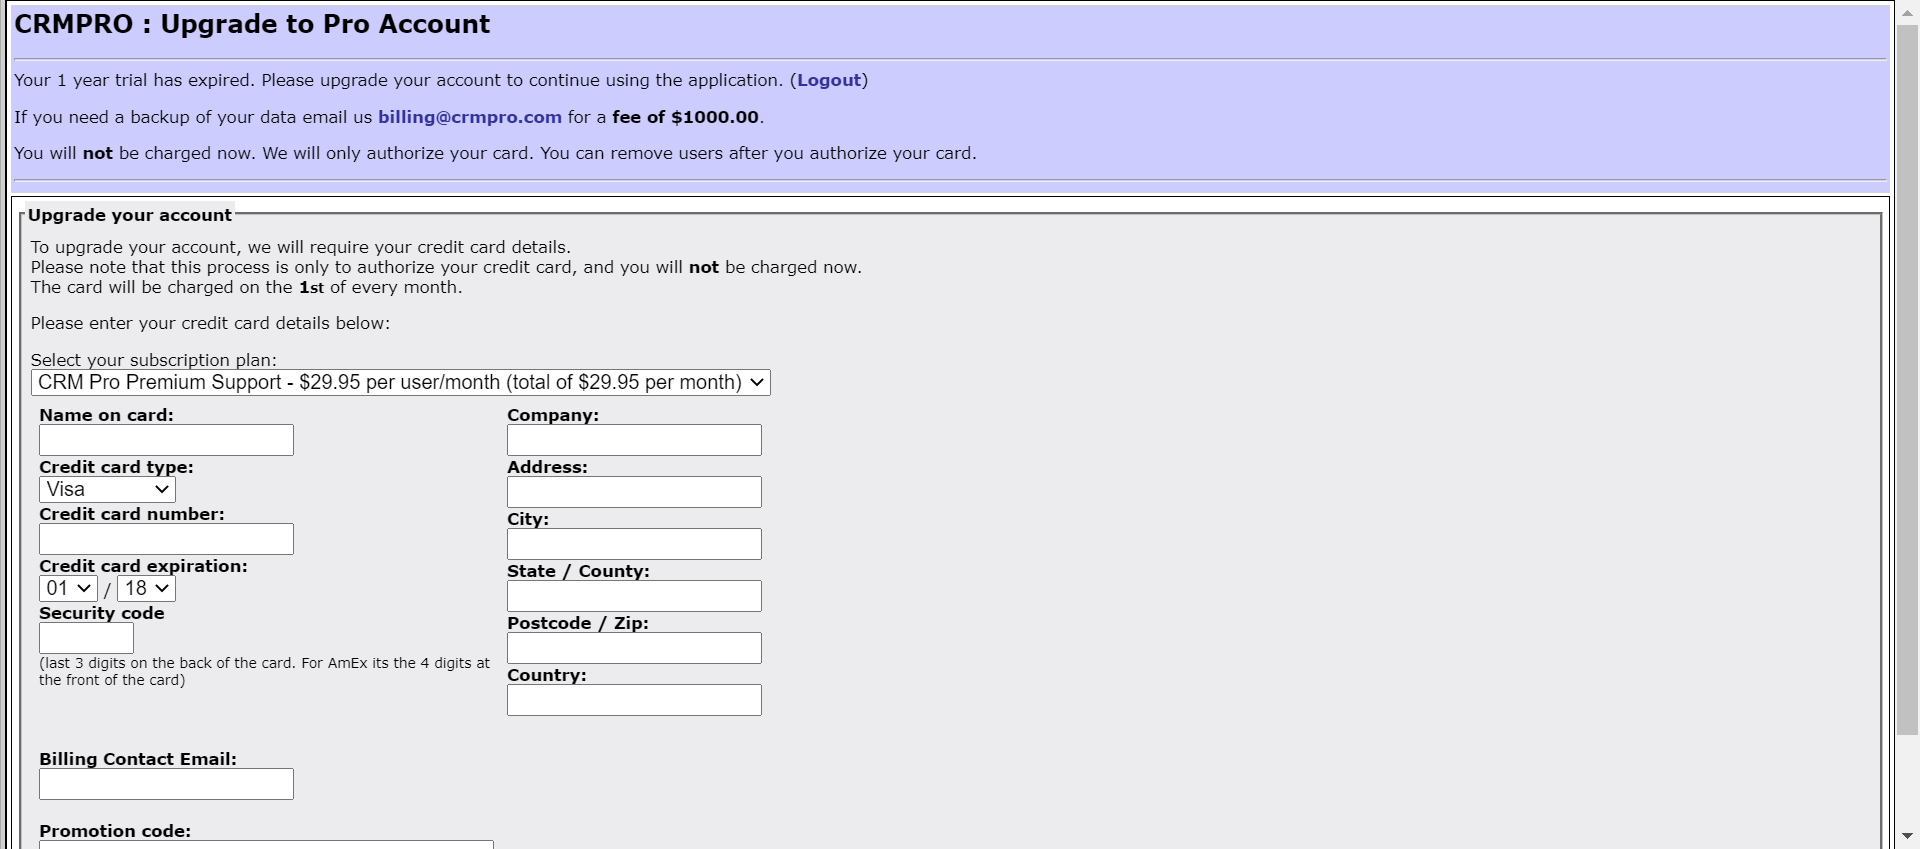 CRMPRO : Upgrade to Pro Account
Your 1 year trial has expired. Please upgrade your account to continue using the application. (Logout)
If you need a backup of your data email us billing@crmpro.com for a fee of $1000.00.
You will not be charged now. We will only authorize your card. You can remove users after you authorize your card.
Upgrade your account
To upgrade your account, we will require your credit card details.
Please note that this process is only to authorize your credit card, and you will not be charged now.
The card will be charged on the 1st of every month.
Please enter your credit card details below:
Select your subscription plan:
CRM Pro Premium Support - $29.95 per user/month (total of $29.95 per month)
Name on card:
Credit card type:
Visa
Credit card number:
Credit card expiration:
01 / 18
Security code
(last 3 digits on the back of the card. For AmEx its the 4 digits at
the front of the card)
Company:
Address:
City:
State / County:
Postcode / Zip:
Country:
Billing Contact Email:
Promotion code: